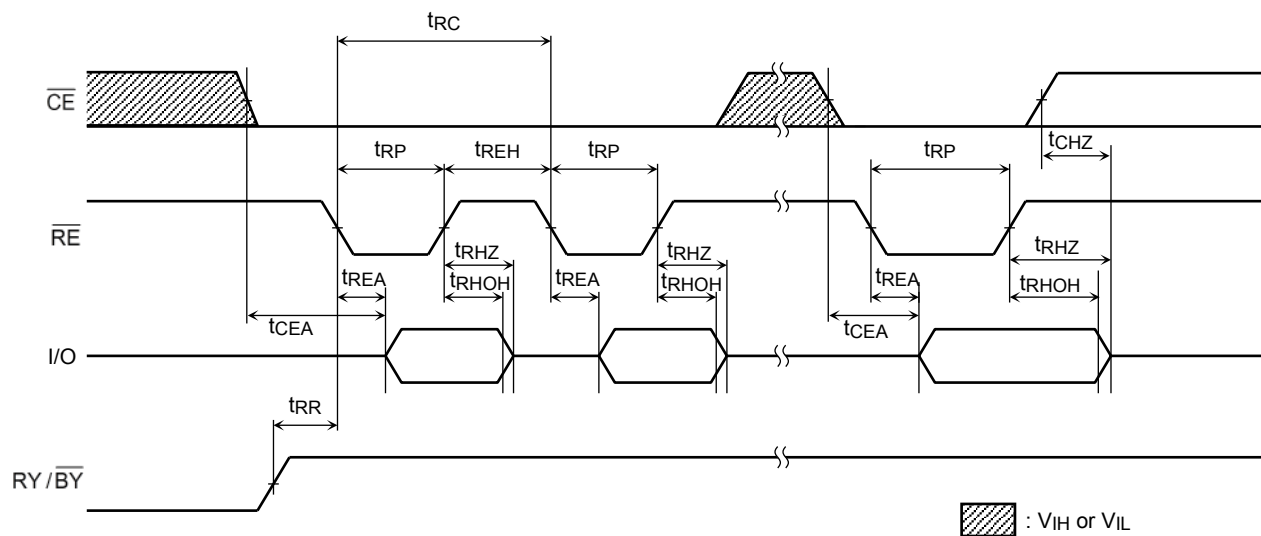 tRC
CE
tCHZ
tRP tREH tRP tRP
RE
tRHZ tRHZ tRHZ
tREA tRHOH tREA tRHOH tREA tRHOH
tCEA tCEA
I/O
tRR
RY/BY
: VIH or VIL